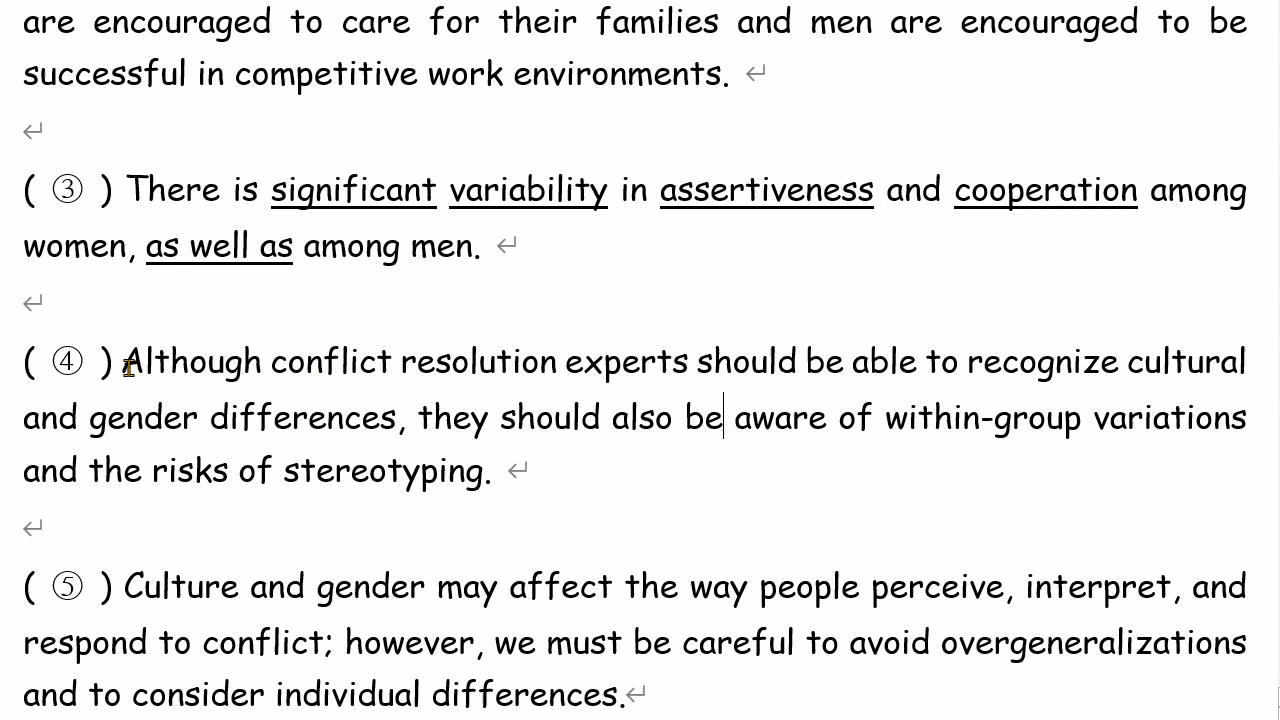 are encouraged to care for their families and men are encouraged to be
successful in competitive work environments.
( ③ ) There is significant variability in assertiveness and cooperation among
women, as well as among men.
( ④ ) Although conflict resolution experts should be able to recognize cultural
and gender differences, they should also be aware of within-group variations
and the risks of stereotyping.
( ⑤ ) Culture and gender may affect the way people perceive, interpret, and
respond to conflict; however, we must be careful to avoid overgeneralizations
and to consider individual differences.